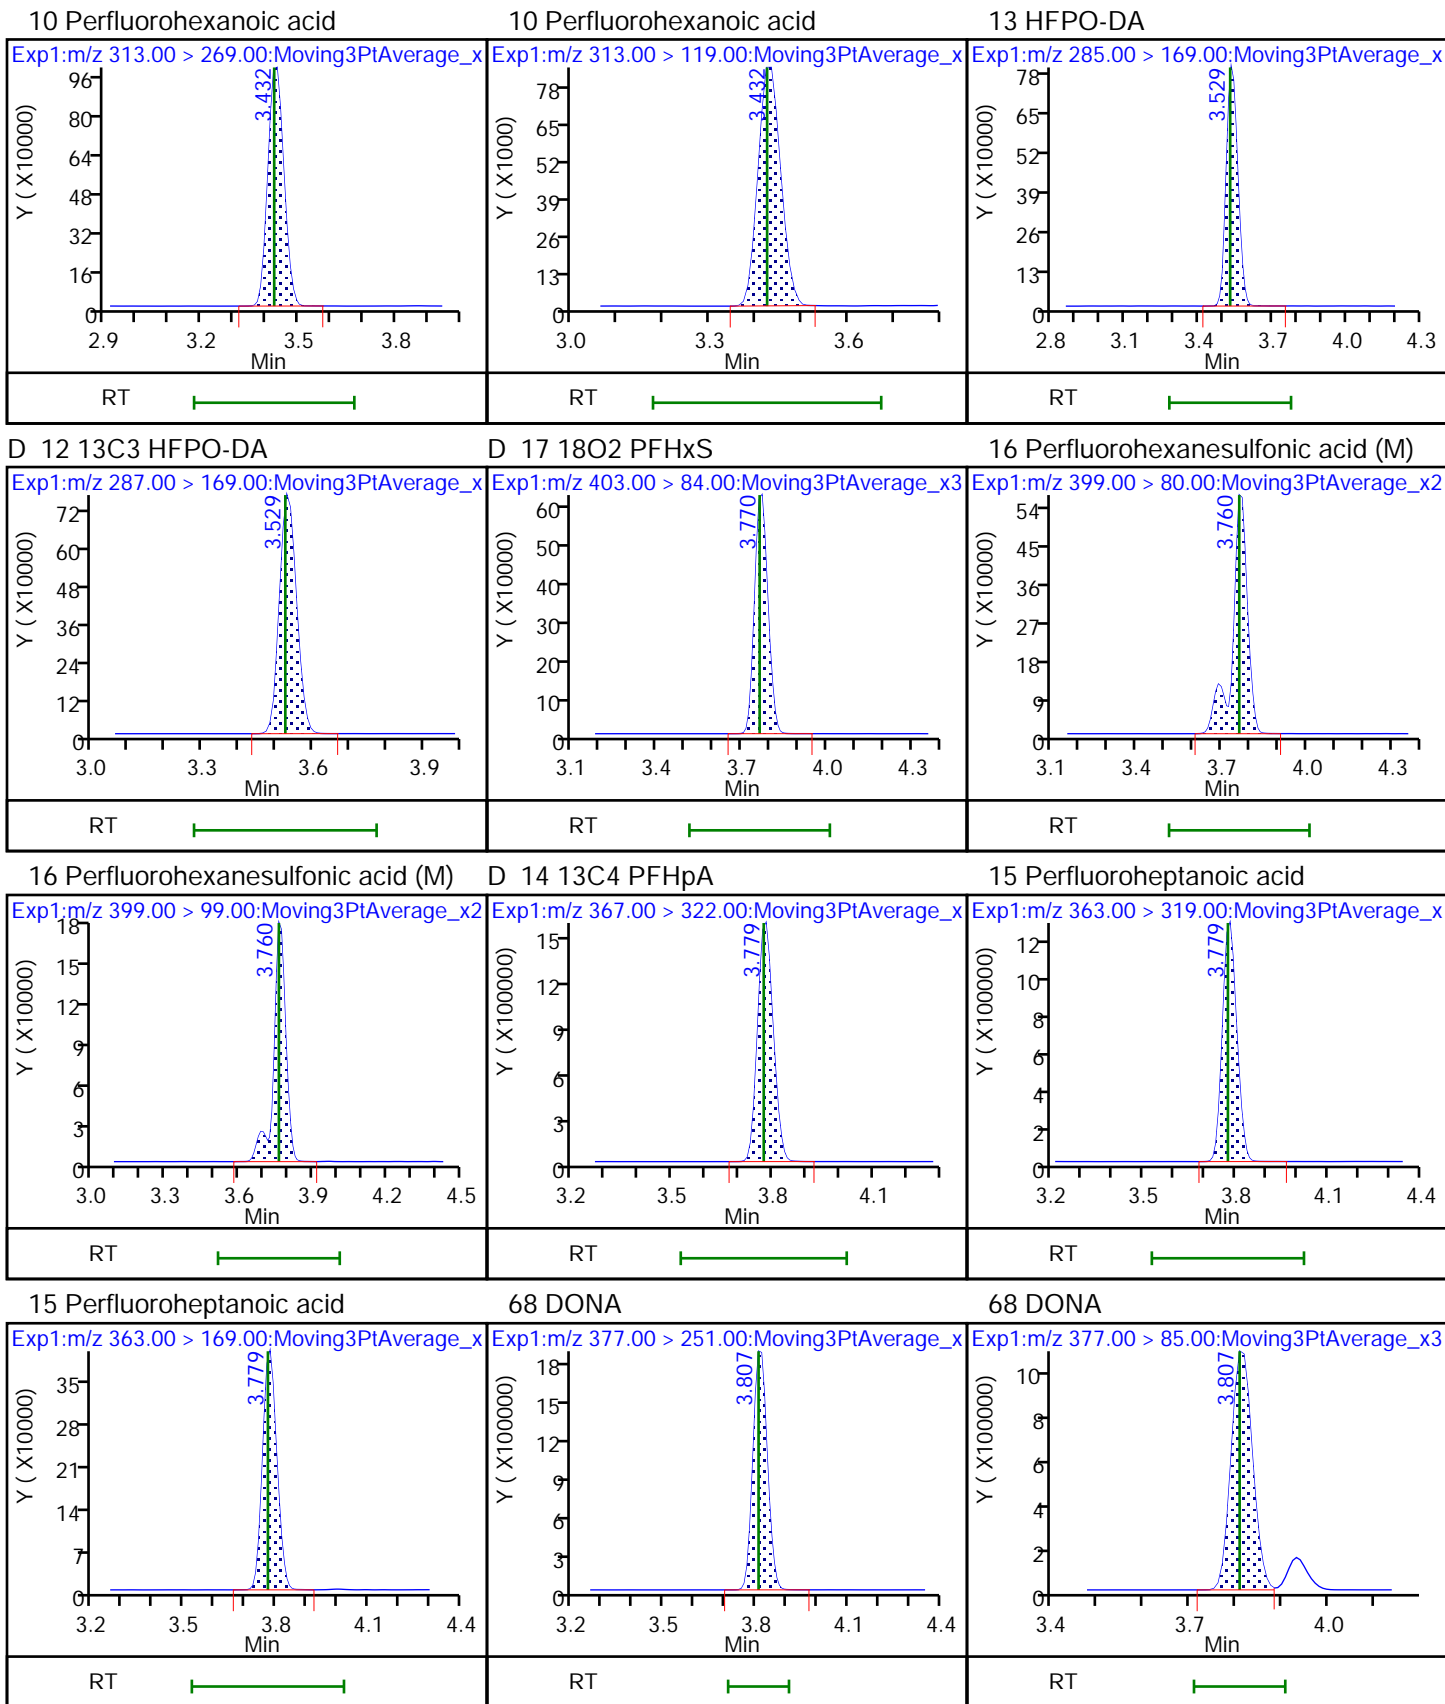 10 Perfluorohexanoic acid
Exp1:m/z 313.00 > 269.00:Moving3PtAverage_x
Y ( X10000)
96
80
64
48
32
16
0
3.432
2.9 3.2 3.5 3.8
Min
RT
10 Perfluorohexanoic acid
Exp1:m/z 313.00 > 119.00:Moving3PtAverage_x
Y ( X1000)
78
65
52
39
26
13
0
3.432
3.0 3.3 3.6
Min
RT
13 HFPO-DA
Exp1:m/z 285.00 > 169.00:Moving3PtAverage_x
Y ( X10000)
78
65
52
39
26
13
0
3.529
2.8 3.1 3.4 3.7 4.0 4.3
Min
RT
D 12 13C3 HFPO-DA
Exp1:m/z 287.00 > 169.00:Moving3PtAverage_x
Y ( X10000)
72
60
48
36
24
12
0
3.529
3.0 3.3 3.6 3.9
Min
RT
D 17 18O2 PFHxS
Exp1:m/z 403.00 > 84.00:Moving3PtAverage_x3
Y ( X10000)
60
50
40
30
20
10
0
3.770
3.1 3.4 3.7 4.0 4.3
Min
RT
16 Perfluorohexanesulfonic acid (M)
Exp1:m/z 399.00 > 80.00:Moving3PtAverage_x2
Y ( X10000)
54
45
36
27
18
9
0
3.760
3.1 3.4 3.7 4.0 4.3
Min
RT
16 Perfluorohexanesulfonic acid (M)
Exp1:m/z 399.00 > 99.00:Moving3PtAverage_x2
Y ( X10000)
18
15
12
9
6
3
0
3.760
3.0 3.3 3.6 3.9 4.2 4.5
Min
RT
D 14 13C4 PFHpA
Exp1:m/z 367.00 > 322.00:Moving3PtAverage_x
Y ( X100000)
15
12
9
6
3
0
3.779
3.2 3.5 3.8 4.1
Min
RT
15 Perfluoroheptanoic acid
Exp1:m/z 363.00 > 319.00:Moving3PtAverage_x
Y ( X100000)
12
10
8
6
4
2
0
3.779
3.2 3.5 3.8 4.1 4.4
Min
RT
15 Perfluoroheptanoic acid
Exp1:m/z 363.00 > 169.00:Moving3PtAverage_x
Y ( X10000)
35
28
21
14
7
0
3.779
3.2 3.5 3.8 4.1 4.4
Min
RT
68 DONA
Exp1:m/z 377.00 > 251.00:Moving3PtAverage_x
Y ( X100000)
18
15
12
9
6
3
0
3.807
3.2 3.5 3.8 4.1 4.4
Min
RT
68 DONA
Exp1:m/z 377.00 > 85.00:Moving3PtAverage_x3
Y ( X100000)
10
8
6
4
2
0
3.807
3.4 3.7 4.0
Min
RT